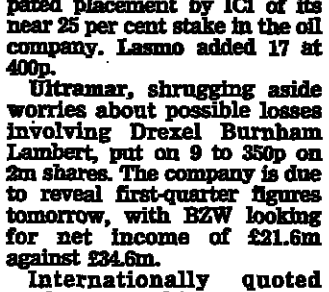 pated placement by ICI of its
near 25 per cent stake in the oil
company. Lasmo added 17 at
400p.
Ultramar, shrugging aside
worries about possible losses
involving Drexel Burnham
Lambert, put on 9 to 350p on
2m shares. The company is due
to reveal first-quarter figures
tomorrow, with BZW looking
for net income of £21.6m
against £34.6m.
Internationally quoted